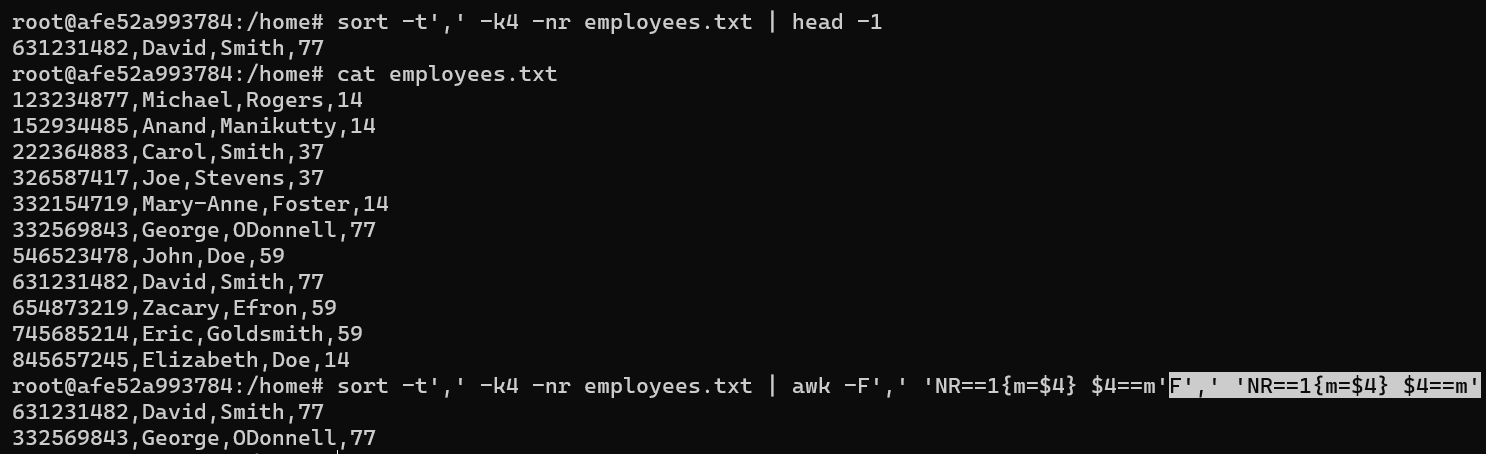 root@afe52a993784:/home# sort -t',' -k4 -nr employees.txt | head -1
631231482,David,Smith,77
root@afe52a993784:/home# cat employees.txt
123234877,Michael,Rogers,14
152934485,Anand,Manikutty,14
222364883,Carol,Smith,37
326587417,Joe,Stevens,37
332154719,Mary-Anne,Foster,14
332569843,George,ODonnell,77
546523478,John,Doe,59
631231482,David,Smith,77
654873219,Zacary,Efron,59
745685214,Eric,Goldsmith,59
845657245,Elizabeth,Doe,14
root@afe52a993784:/home# sort -t',' -k4 -nr employees.txt | awk -F',' 'NR==1{m=$4} $4==m'F',' 'NR==1{m=$4} $4==m'
631231482,David,Smith,77
332569843,George,ODonnell,77